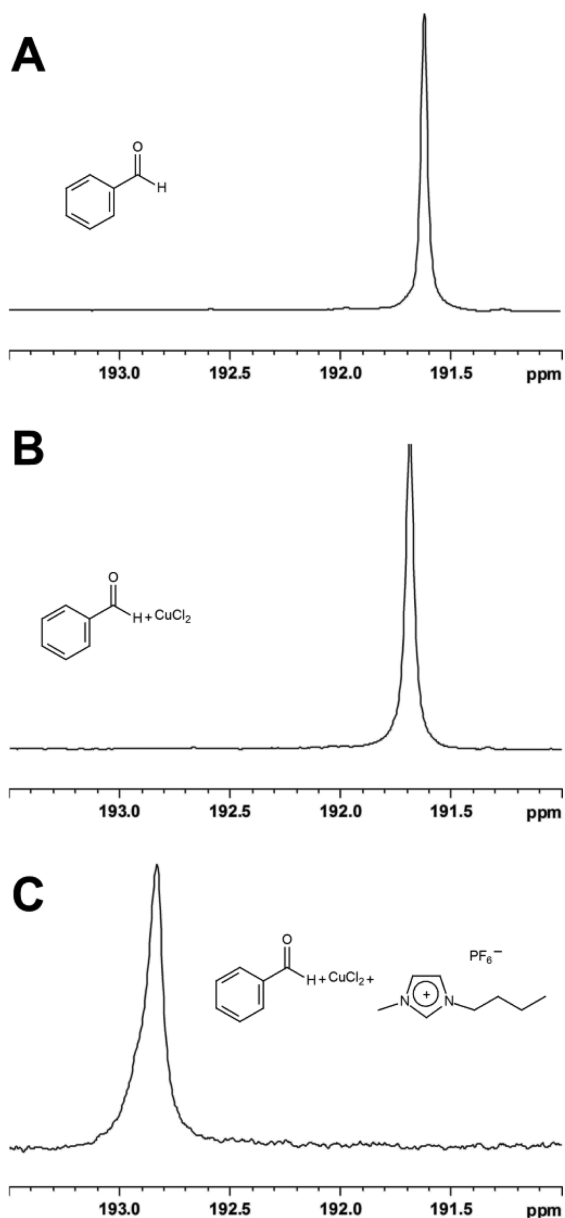 A
O
H
193.0 192.5 192.0 191.5 ppm
B
O
H + CuCl2
193.0 192.5 192.0 191.5 ppm
C
PF6−
O
H + CuCl2 +
N + N
193.0 192.5 192.0 191.5 ppm